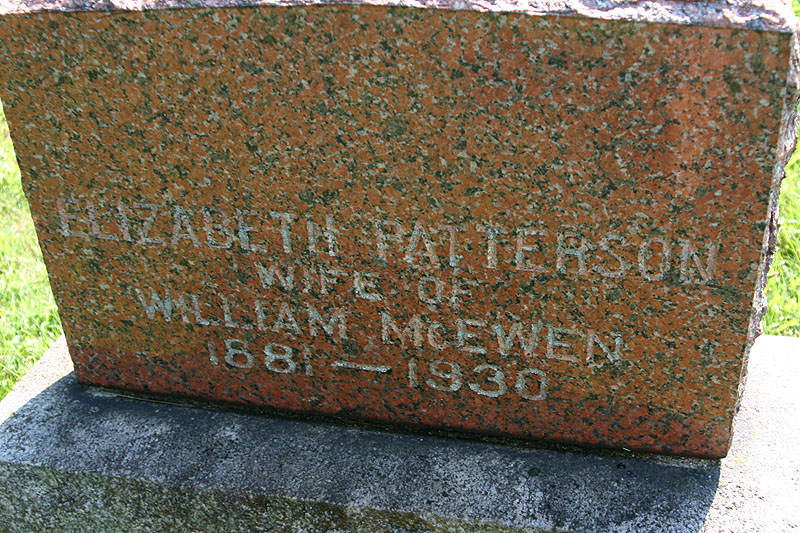 ELIZABETH PATTERSON
WIFE OF
WILLIAM MCEWEN
1881 — 1930